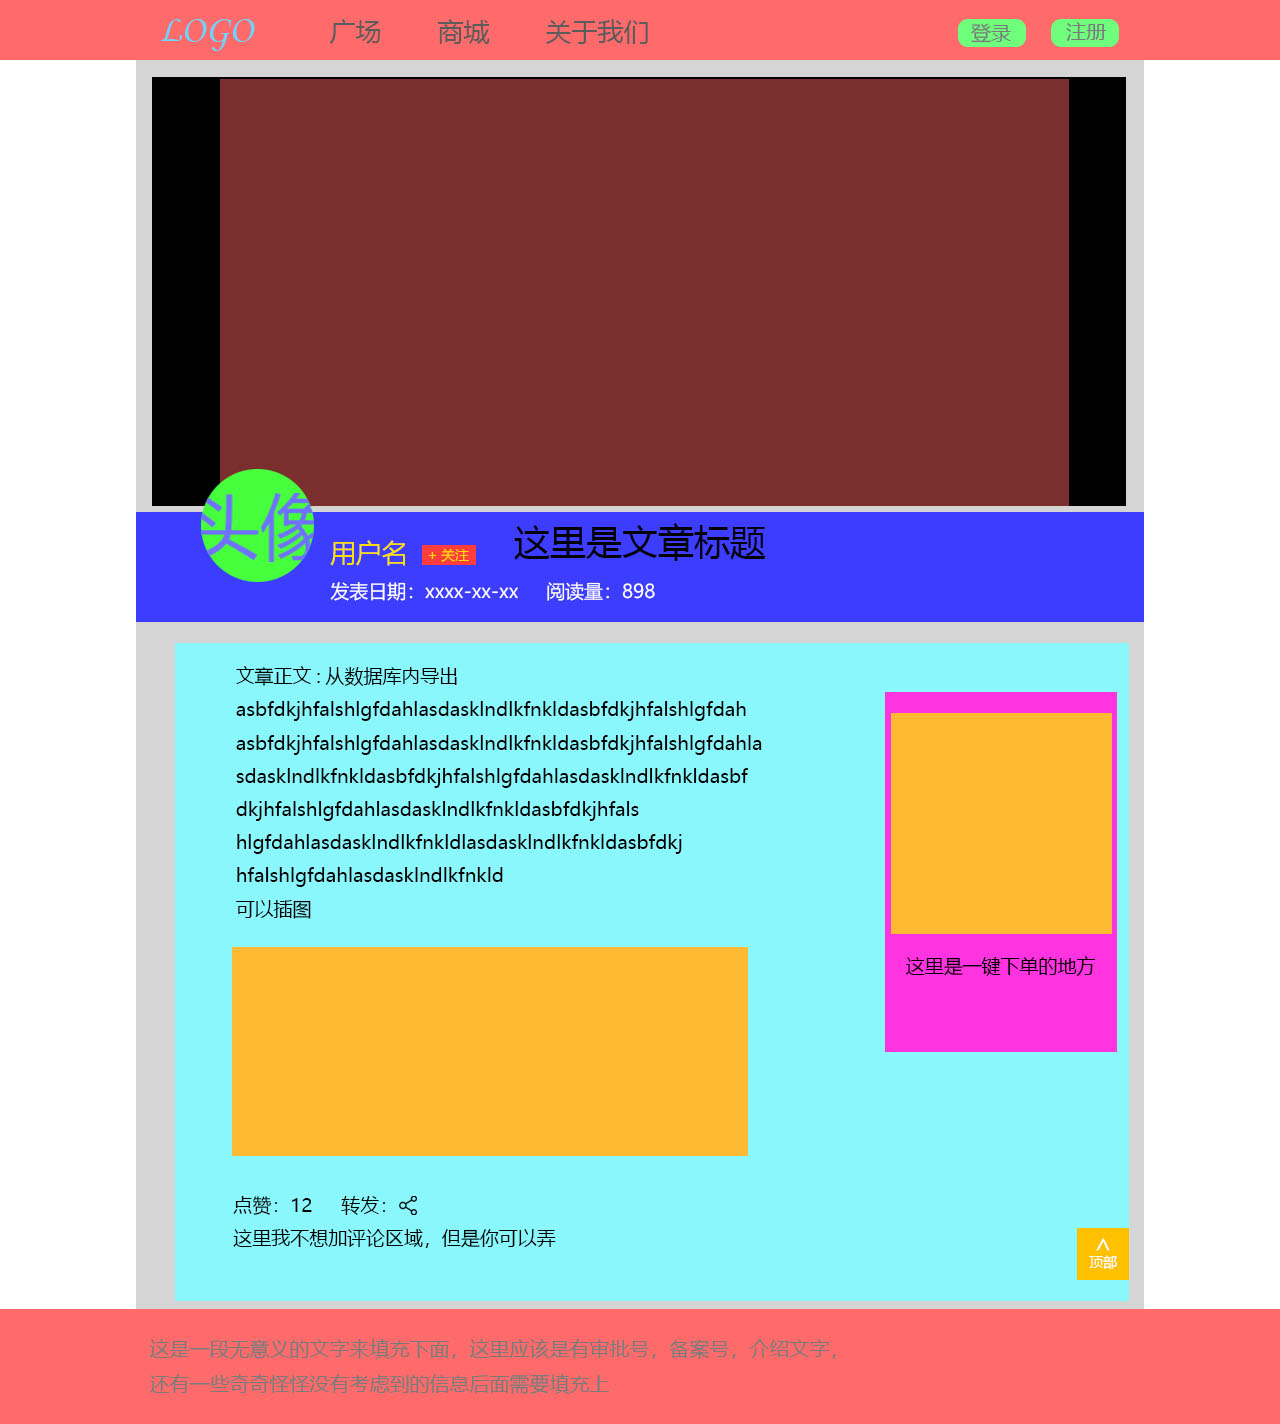 LOGO 广场 商城 关于我们 登录 注册
头像
这里是文章标题
用户名 + 关注
发表日期：xxxx-xx-xx 阅读量：898
文章正文 : 从数据库内导出
asbfdkjhfalshlgfdahlasdasklndlkfnkldasbfdkjhfalshlgfdah
asbfdkjhfalshlgfdahlasdasklndlkfnkldasbfdkjhfalshlgfdahla
sdasklndlkfnkldasbfdkjhfalshlgfdahlasdasklndlkfnkldasbf
dkjhfalshlgfdahlasdasklndlkfnkldasbfdkjhfals
hlgfdahlasdasklndlkfnkldlasdasklndlkfnkldasbfdkj
hfalshlgfdahlasdasklndlkfnkld
可以插图
这里是一键下单的地方
点赞：12 转发：
这里我不想加评论区域，但是你可以弄
顶部
这是一段无意义的文字来填充下面，这里应该是有审批号，备案号，介绍文字，
还有一些奇奇怪怪没有考虑到的信息后面需要填充上